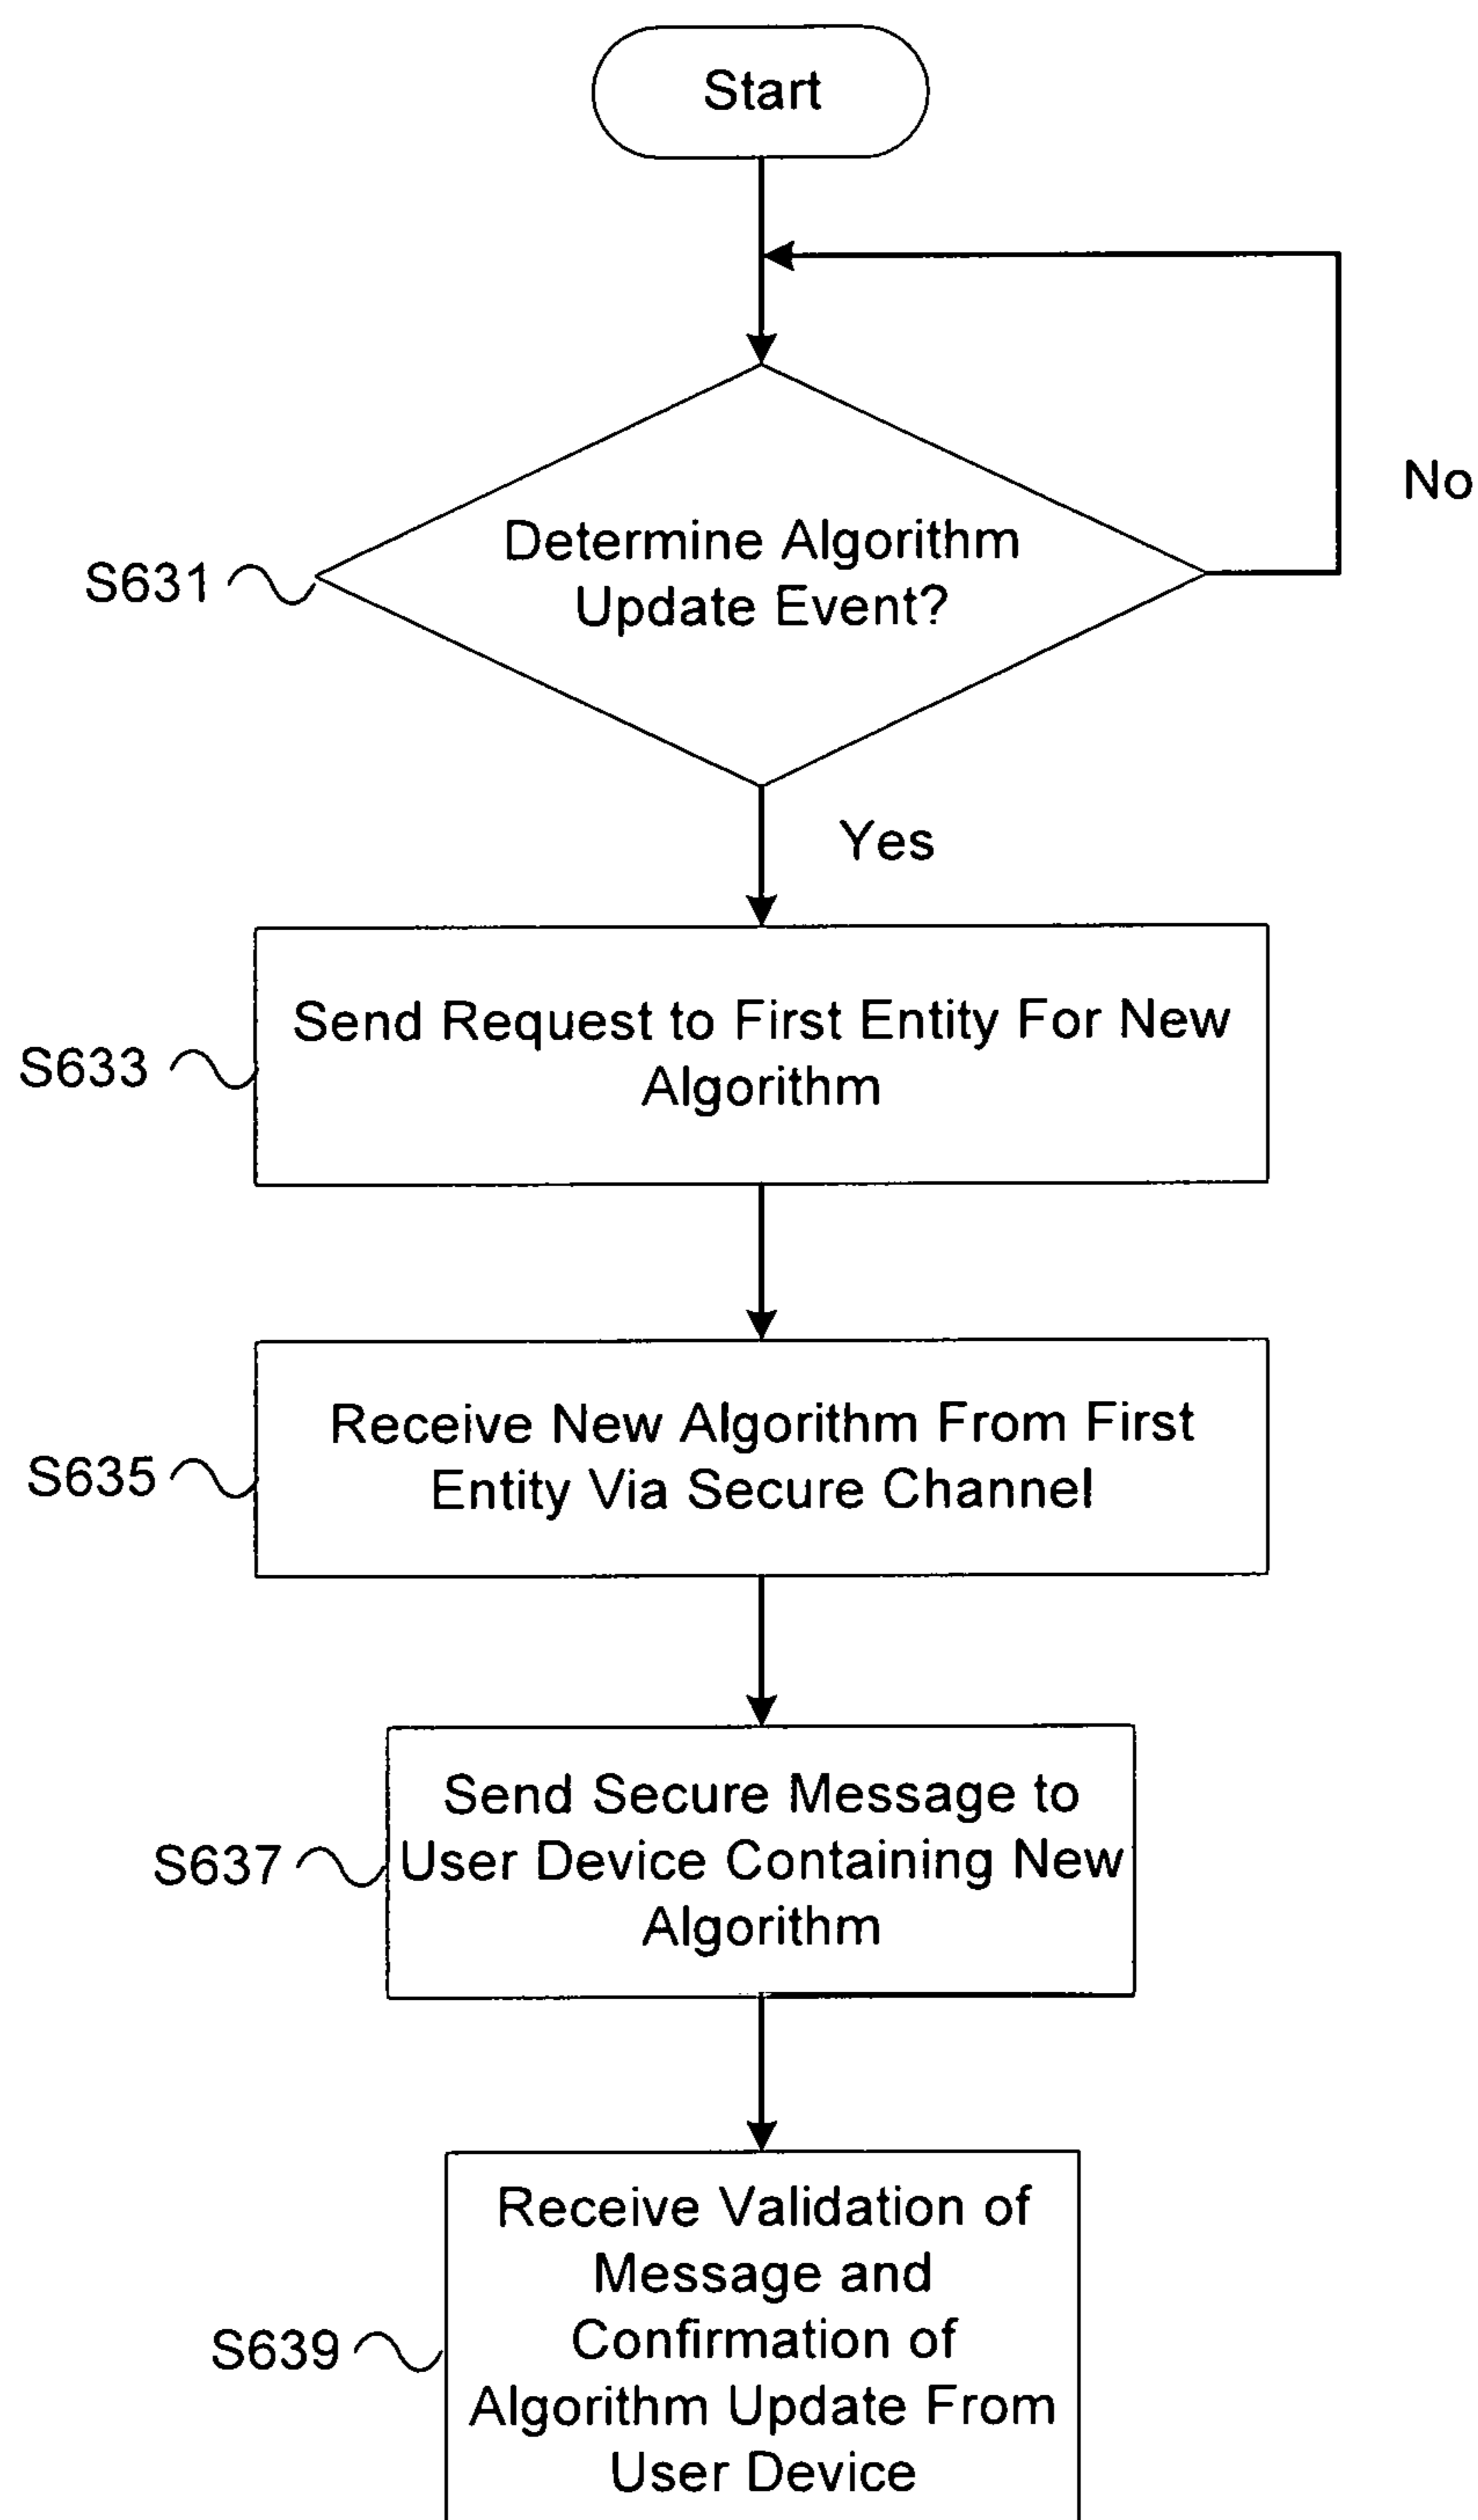 Start
No
Determine Algorithm
Update Event?
S631
Yes
Send Request to First Entity For New
Algorithm
S633
Receive New Algorithm From First
Entity Via Secure Channel
S635
Send Secure Message to
User Device Containing New
Algorithm
S637
Receive Validation of
Message and
Confirmation of
Algorithm Update From
User Device
S639